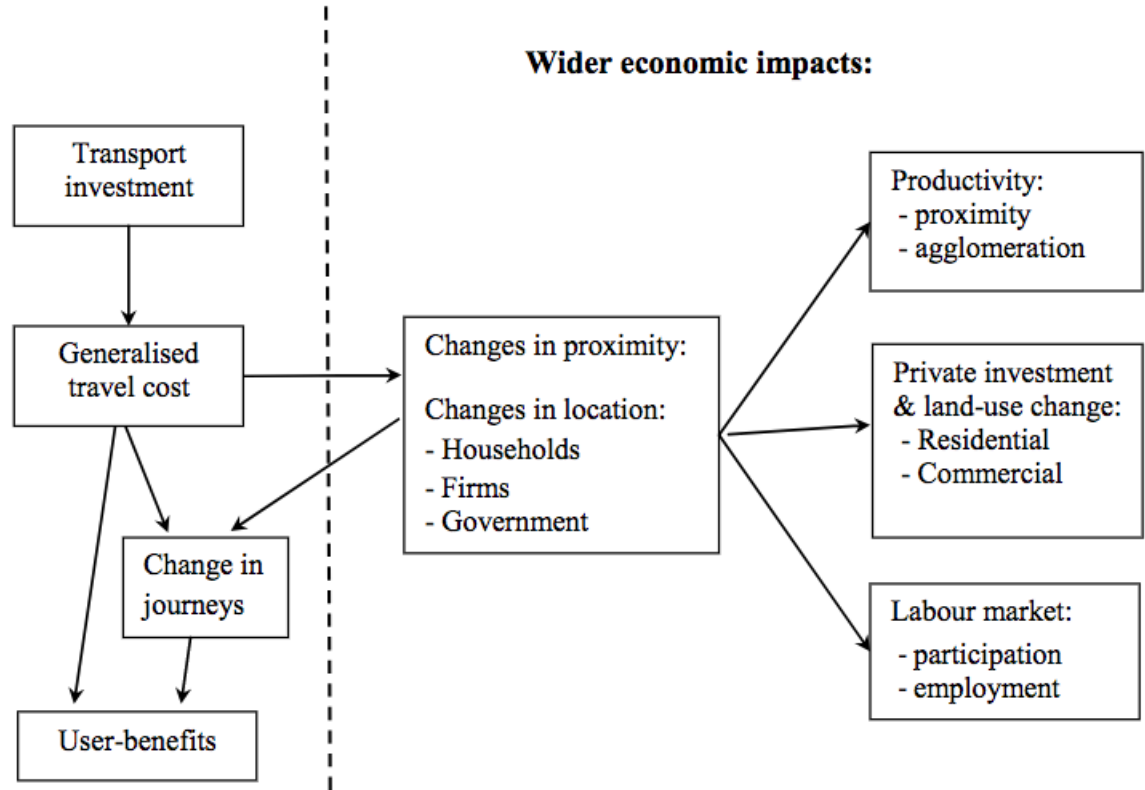 Wider economic impacts:
Transport
investment
Generalised
travel cost
Change in
journeys
User-benefits
Changes in proximity:
Changes in location:
- Households
- Firms
- Government
Productivity:
- proximity
- agglomeration
Private investment
& land-use change:
- Residential
- Commercial
Labour market:
- participation
- employment